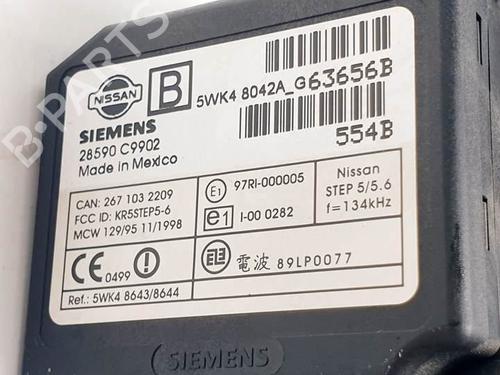 NISSAN
B
5WK4 8042A_G63656B
SIEMENS
28590 C9902
Made in Mexico
554B
CAN: 267 103 2209
FCC ID: KR5STEP5-6
MCW 129/95 11/1998
E1 97RI-000005
e1 I-00 0282
Nissan
STEP 5/5.6
f=134kHz
CE 0499
電波 89LP0077
Ref.: 5WK4 8643/8644
SIEMENS
B-PARTS